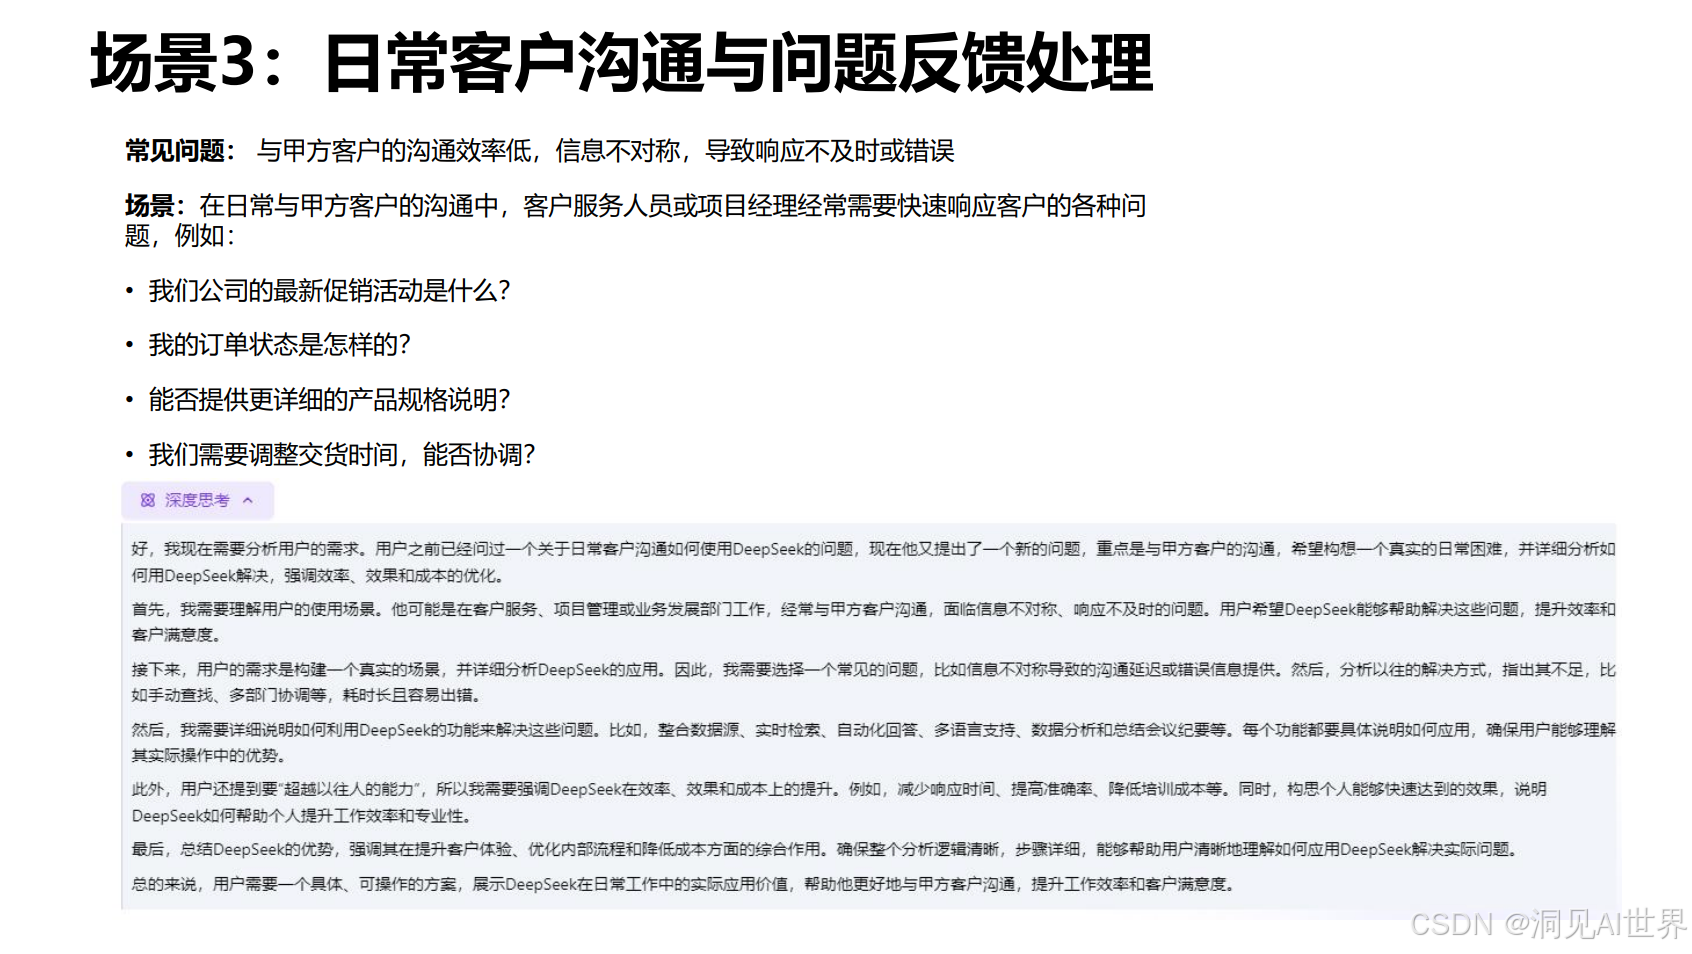 场景3：日常客户沟通与问题反馈处理
常见问题： 与甲方客户的沟通效率低，信息不对称，导致响应不及时或错误
场景：在日常与甲方客户的沟通中，客户服务人员或项目经理经常需要快速响应客户的各种问
题，例如：
• 我们公司的最新促销活动是什么？
• 我的订单状态是怎样的？
• 能否提供更详细的产品规格说明？
• 我们需要调整交货时间，能否协调？
深度思考
好，我现在需要分析用户的需求。用户之前已经问过一个关于日常客户沟通如何使用DeepSeek的问题，现在他又提出了一个新的问题，重点是与甲方客户的沟通，希望构想一个真实的日常困难，并详细分析如
何用DeepSeek解决，强调效率、效果和成本的优化。
首先，我需要理解用户的使用场景。他可能是在客户服务、项目管理或业务发展部门工作，经常与甲方客户沟通，面临信息不对称、响应不及时的问题。用户希望DeepSeek能够帮助解决这些问题，提升效率和
客户满意度。
接下来，用户的需求是构建一个真实的场景，并详细分析DeepSeek的应用。因此，我需要选择一个常见的问题，比如信息不对称导致的沟通延迟或错误信息提供。然后，分析以往的解决方式，指出其不足，比
如手动查找、多部门协调等，耗时长且容易出错。
然后，我需要详细说明如何利用DeepSeek的功能来解决这些问题。比如，整合数据源、实时检索、自动化回答、多语言支持、数据分析和总结会议纪要等。每个功能都要具体说明如何应用，确保用户能够理解
其实际操作中的优势。
此外，用户还提到要“超越以往人的能力”，所以我需要强调DeepSeek在效率、效果和成本上的提升。例如，减少响应时间、提高准确率、降低培训成本等。同时，构思个人能够快速达到的效果，说明
DeepSeek如何帮助个人提升工作效率和专业性。
最后，总结DeepSeek的优势，强调其在提升客户体验、优化内部流程和降低成本方面的综合作用。确保整个分析逻辑清晰，步骤详细，能够帮助用户清晰地理解如何应用DeepSeek解决实际问题。
总的来说，用户需要一个具体、可操作的方案，展示DeepSeek在日常工作中的实际应用价值，帮助他更好地与甲方客户沟通，提升工作效率和客户满意度。
CSDN @洞见AI世界